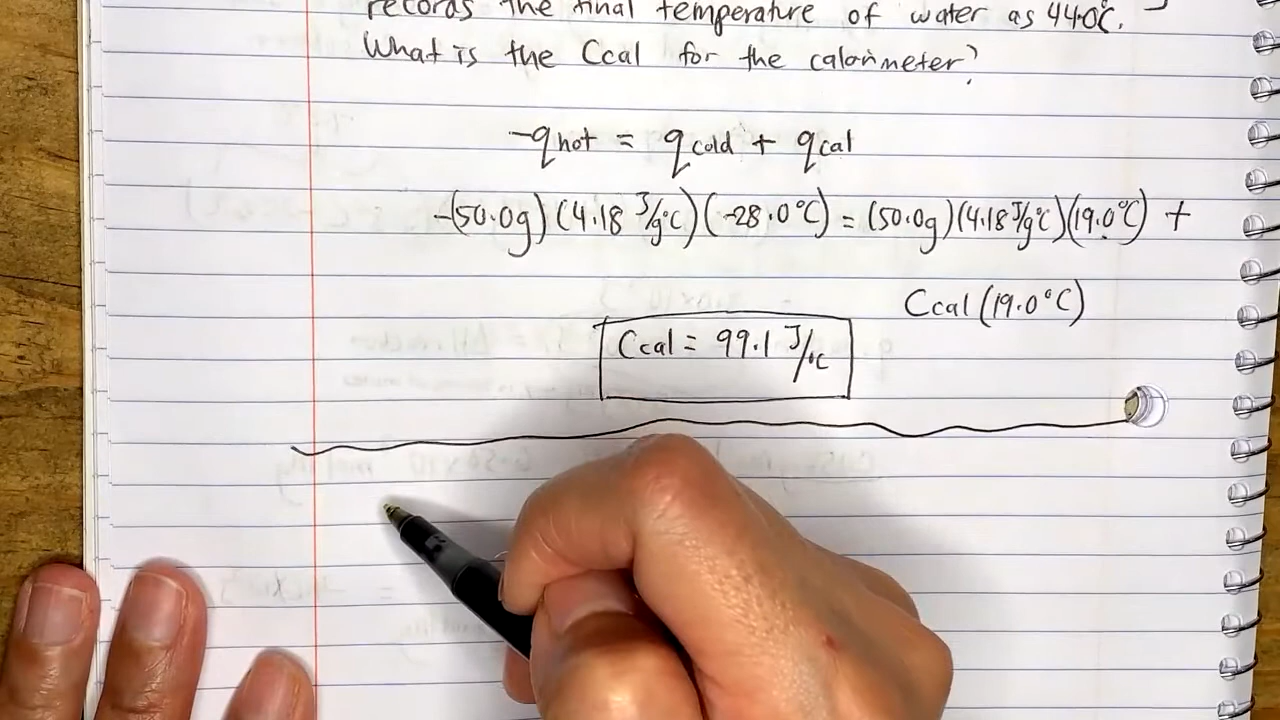 records the final temperature of water as 44.0°C.
What is the Ccal for the calorimeter?
-qhot = qcold + qcal
-(50.0g)(4.18 J/g°C)(-28.0°C) = (50.0g)(4.18 J/g°C)(19.0°C) +
Ccal (19.0°C)
Ccal = 99.1 J/°C